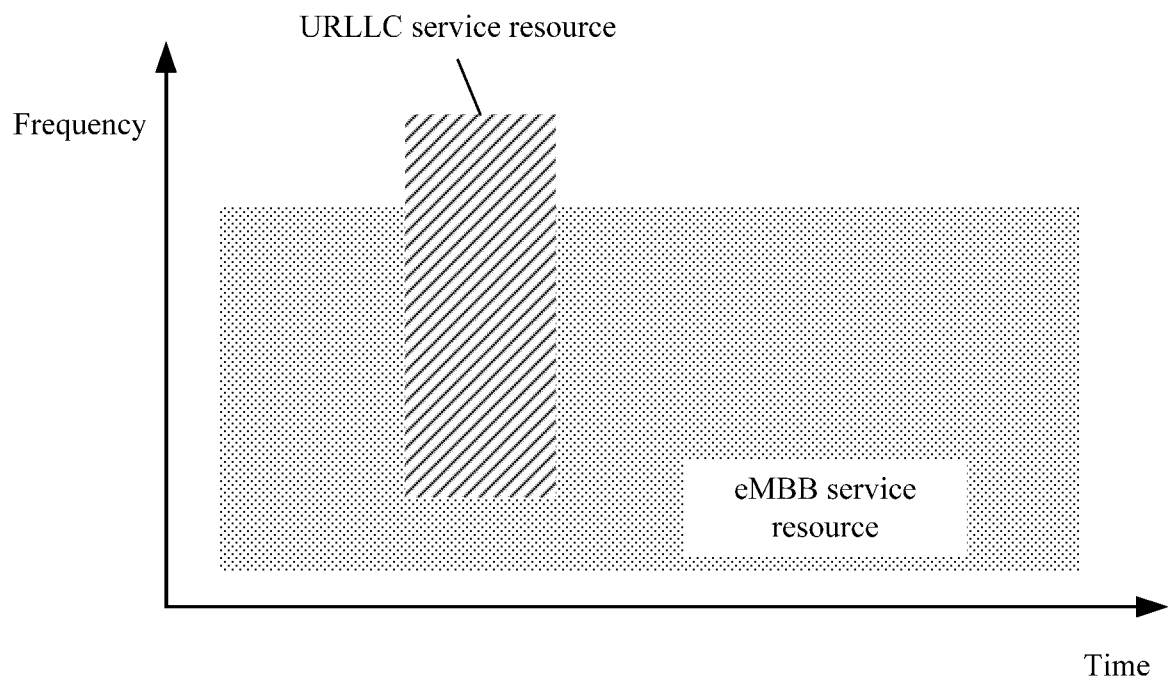 URLLC service resource
Frequency
eMBB service
resource
Time